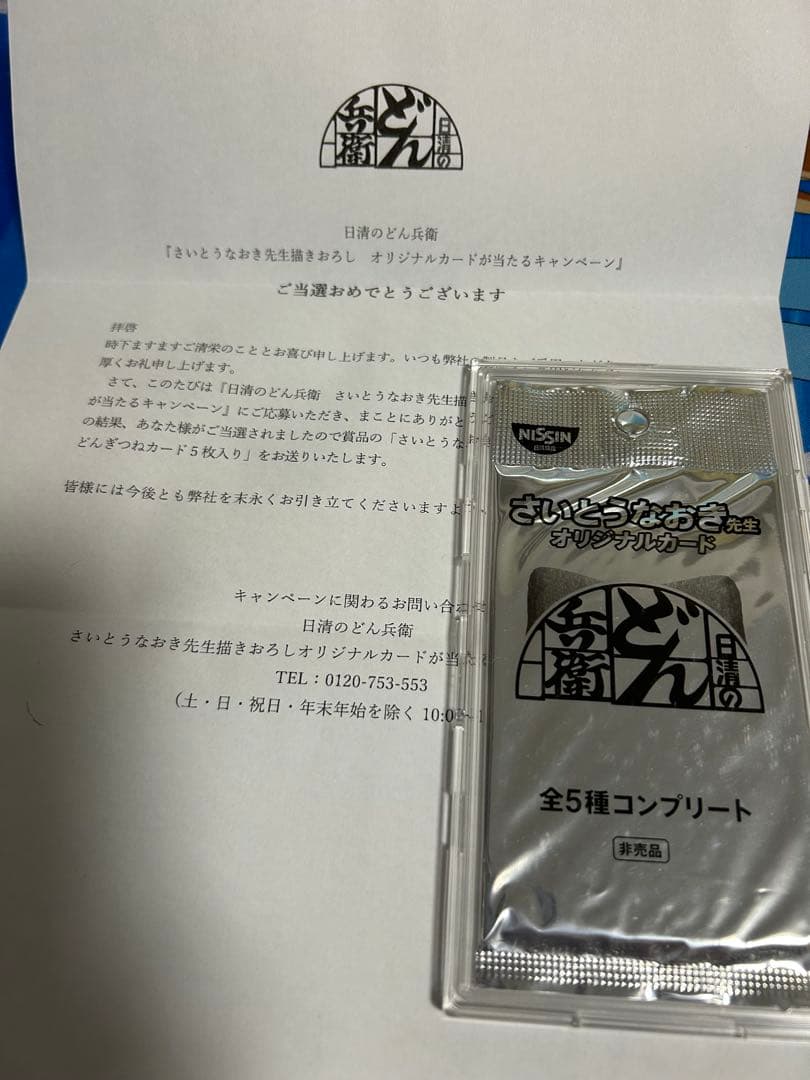 日清の
どん
兵衛
日清のどん兵衛
『さいとうなおき先生描きおろし　オリジナルカードが当たるキャンペーン』
ご当選おめでとうございます
拝啓
時下ますますご清栄のこととお喜び申し上げます。いつも弊社の
厚くお礼申し上げます。
さて、このたびは『日清のどん兵衛　さいとうなおき先生描き
が当たるキャンペーン』にご応募いただき、まことにありがとう
の結果、あなた様がご当選されましたので賞品の「さいとうなお
どんぎつねカード５枚入り」をお送りいたします。
皆様には今後とも弊社を末永くお引き立てくださいますよ
キャンペーンに関わるお問い合わせ
日清のどん兵衛
さいとうなおき先生描きおろしオリジナルカードが当た
TEL：0120-753-553
（土・日・祝日・年末年始を除く 10:0
NISSIN
日清食品
さいとうなおき先生
オリジナルカード
日清の
どん
兵衛
全5種コンプリート
非売品